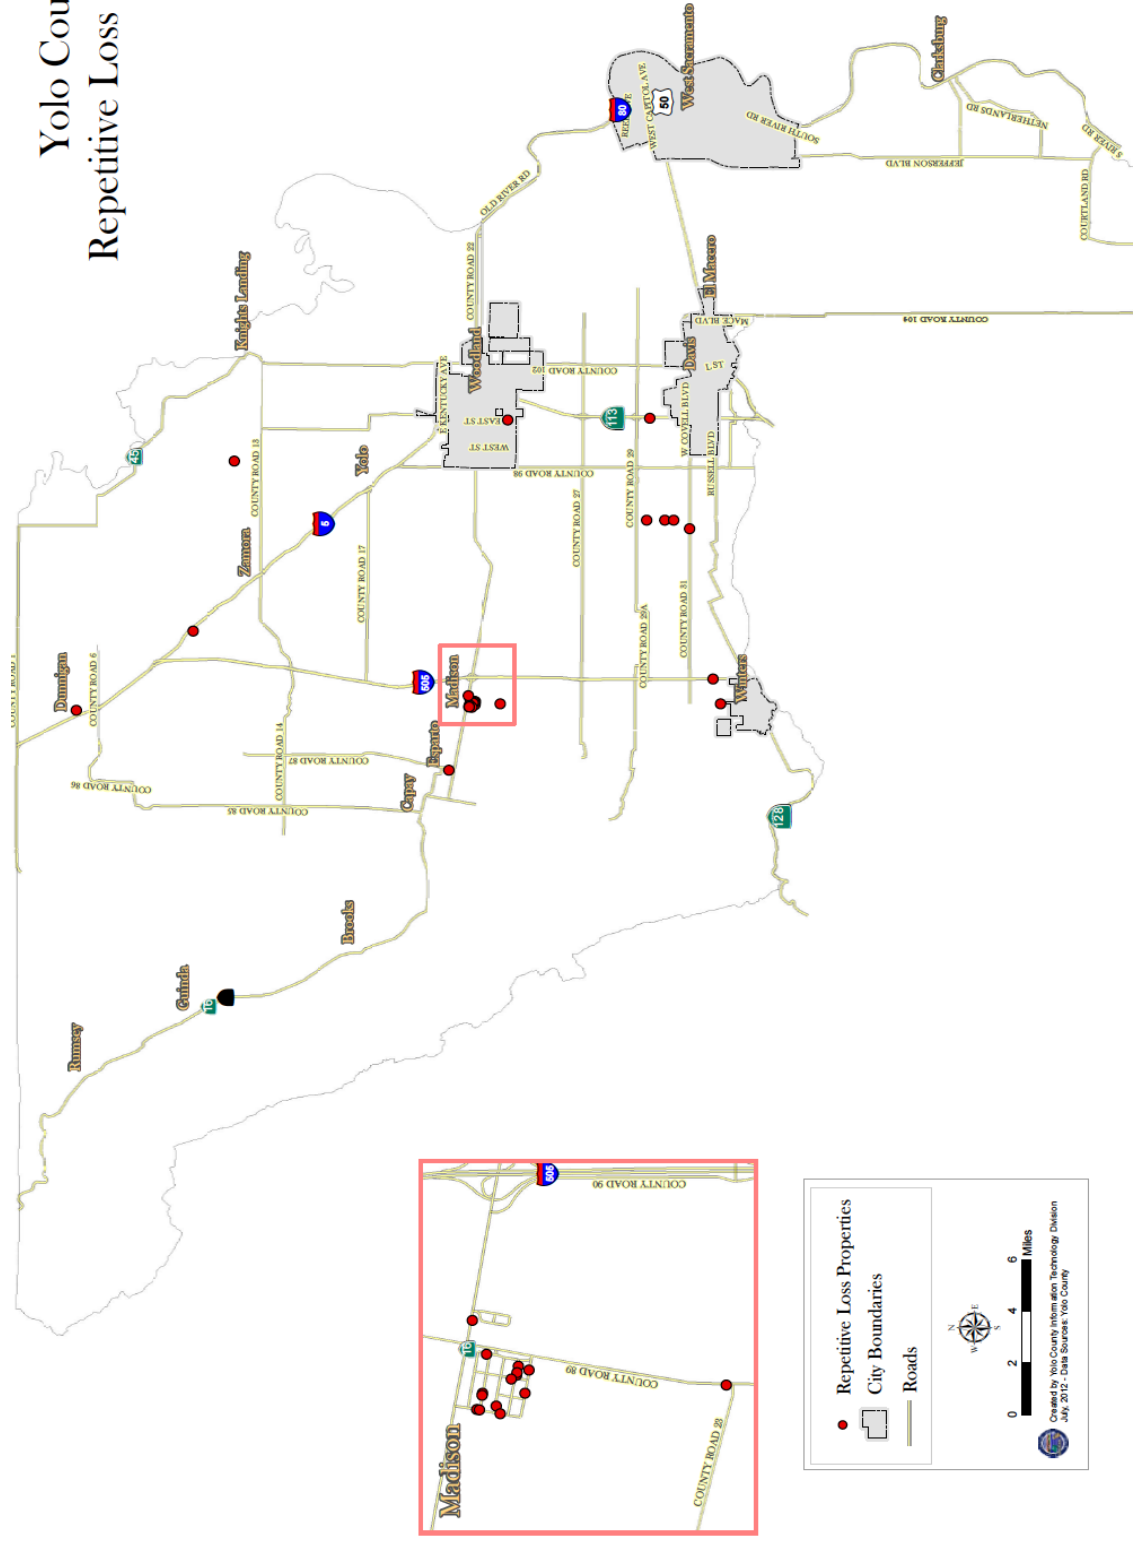 Yolo Cou
Repetitive Loss
Rumsey
Guinda
16
Brooks
Capay
Esparto
Madison
Dunnigan
Zamora
Yolo
Knights Landing
Woodland
Davis
El Macero
West Sacramento
Clarksburg
Winters
45
5
505
113
80
50
128
COUNTY ROAD 6
COUNTY ROAD 86
COUNTY ROAD 85
COUNTY ROAD 87
COUNTY ROAD 14
COUNTY ROAD 13
COUNTY ROAD 17
E KENTUCKY AVE
EAST ST
WEST ST
COUNTY ROAD 22
OLD RIVER RD
COUNTY ROAD 102
COUNTY ROAD 98
COUNTY ROAD 27
COUNTY ROAD 29
COUNTY ROAD 29A
COUNTY ROAD 31
W COVELL BLVD
RUSSELL BLVD
L ST
MACE BLVD
COUNTY ROAD 104
WEST CAPITOL AVE
SOUTH RIVER RD
JEFFERSON BLVD
NETHERLANDS RD
S RIVER RD
COURTLAND RD
Madison
16
505
COUNTY ROAD 90
COUNTY ROAD 89
COUNTY ROAD 23
Repetitive Loss Properties
City Boundaries
Roads
N
W E
S
0 2 4 6
Miles
Created by Yolo County Information Technology Division
July, 2012 - Data Sources: Yolo County